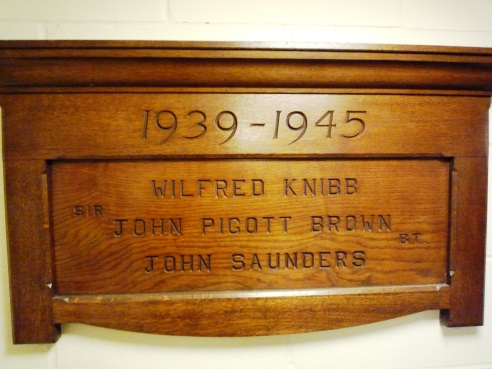 1939-1945
WILFRED KNIBB
SIR JOHN PIGOTT BROWN BT.
JOHN SAUNDERS